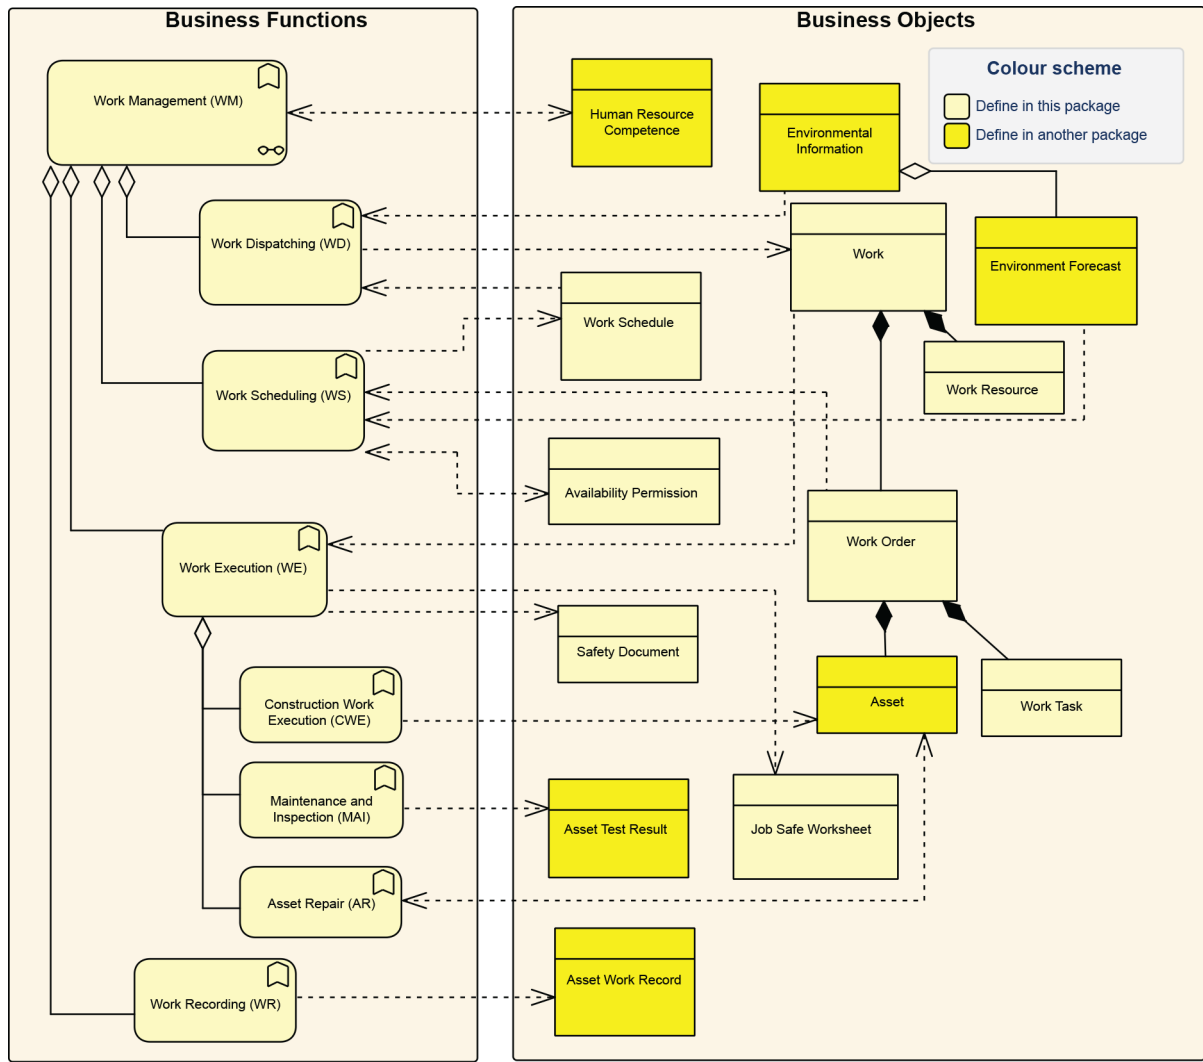 Business Functions
Work Management (WM)
Work Dispatching (WD)
Work Scheduling (WS)
Work Execution (WE)
Construction Work
Execution (CWE)
Maintenance and
Inspection (MAI)
Asset Repair (AR)
Work Recording (WR)
Business Objects
Colour scheme
Define in this package
Define in another package
Human Resource
Competence
Environmental
Information
Work
Environment Forecast
Work Schedule
Work Resource
Availability Permission
Work Order
Safety Document
Asset
Work Task
Asset Test Result
Job Safe Worksheet
Asset Work Record